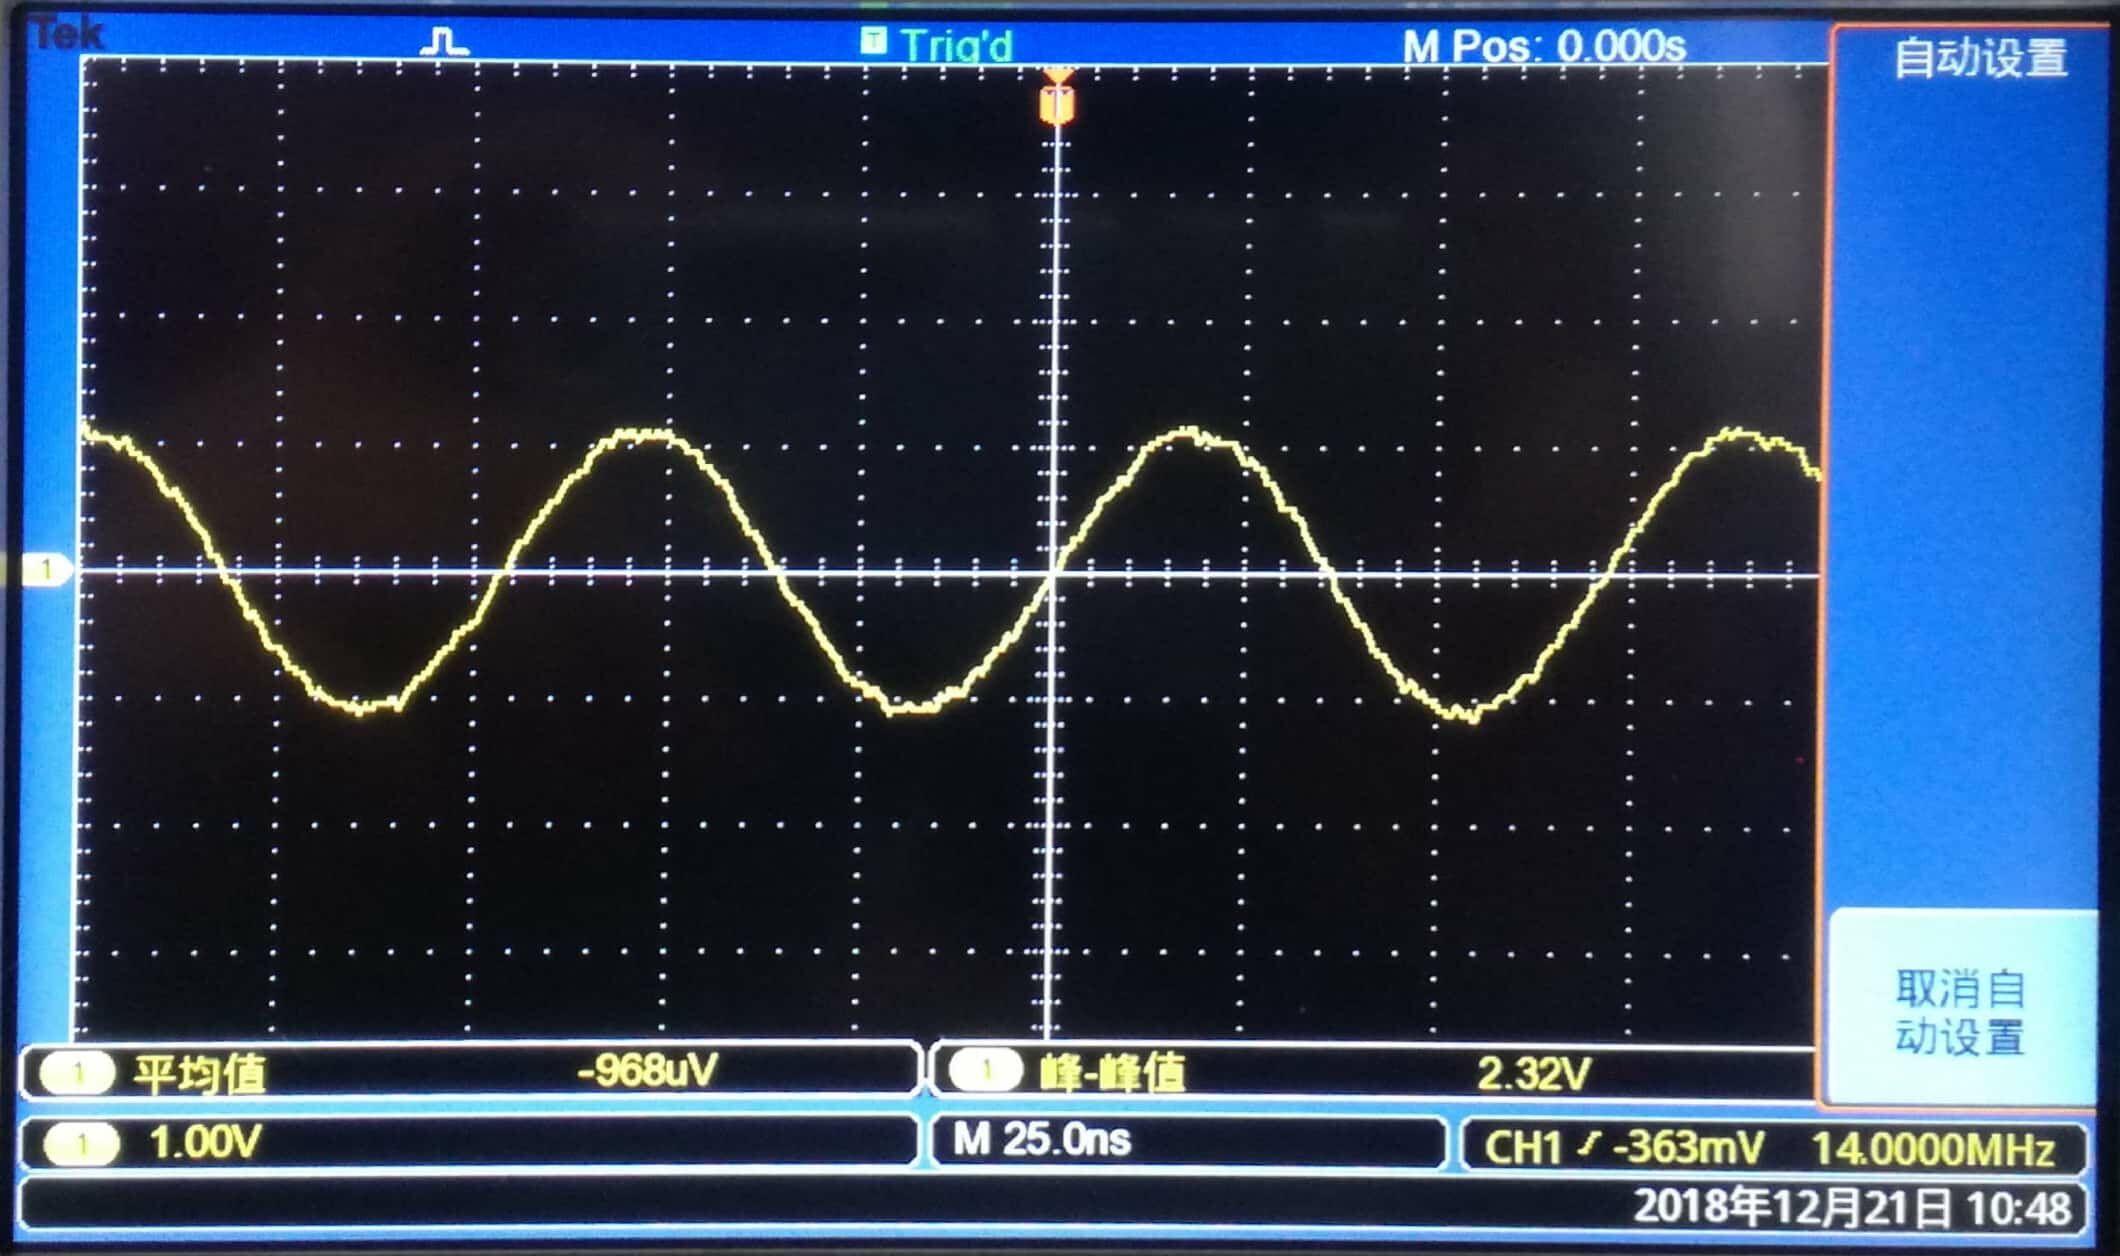 Tek
T Trig'd
M Pos: 0.000s
自动设置
T
1
取消自
动设置
1 平均值 -968uV
1 峰-峰值 2.32V
1 1.00V
M 25.0ns
CH1 -363mV 14.0000MHz
2018年12月21日 10:48